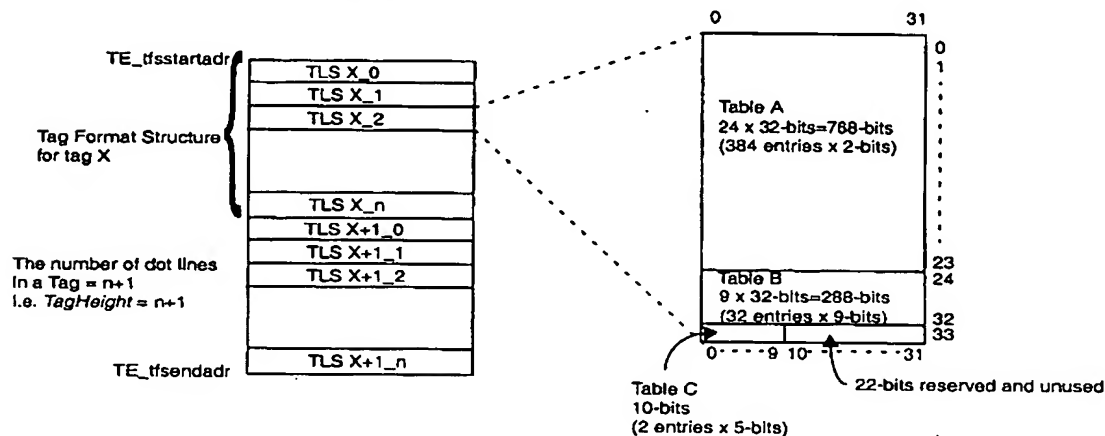 TE_tfsstartadr
Tag Format Structure
for tag X
The number of dot lines
in a Tag = n+1
i.e. TagHeight = n+1
TE_tfsendadr
TLS X_0
TLS X_1
TLS X_2
TLS X_n
TLS X+1_0
TLS X+1_1
TLS X+1_2
TLS X+1_n
0 31
0
1
Table A
24 x 32-bits=768-bits
(384 entries x 2-bits)
23
24
Table B
9 x 32-bits=288-bits
(32 entries x 9-bits)
32
33
0 9 10 31
Table C
10-bits
(2 entries x 5-bits)
22-bits reserved and unused